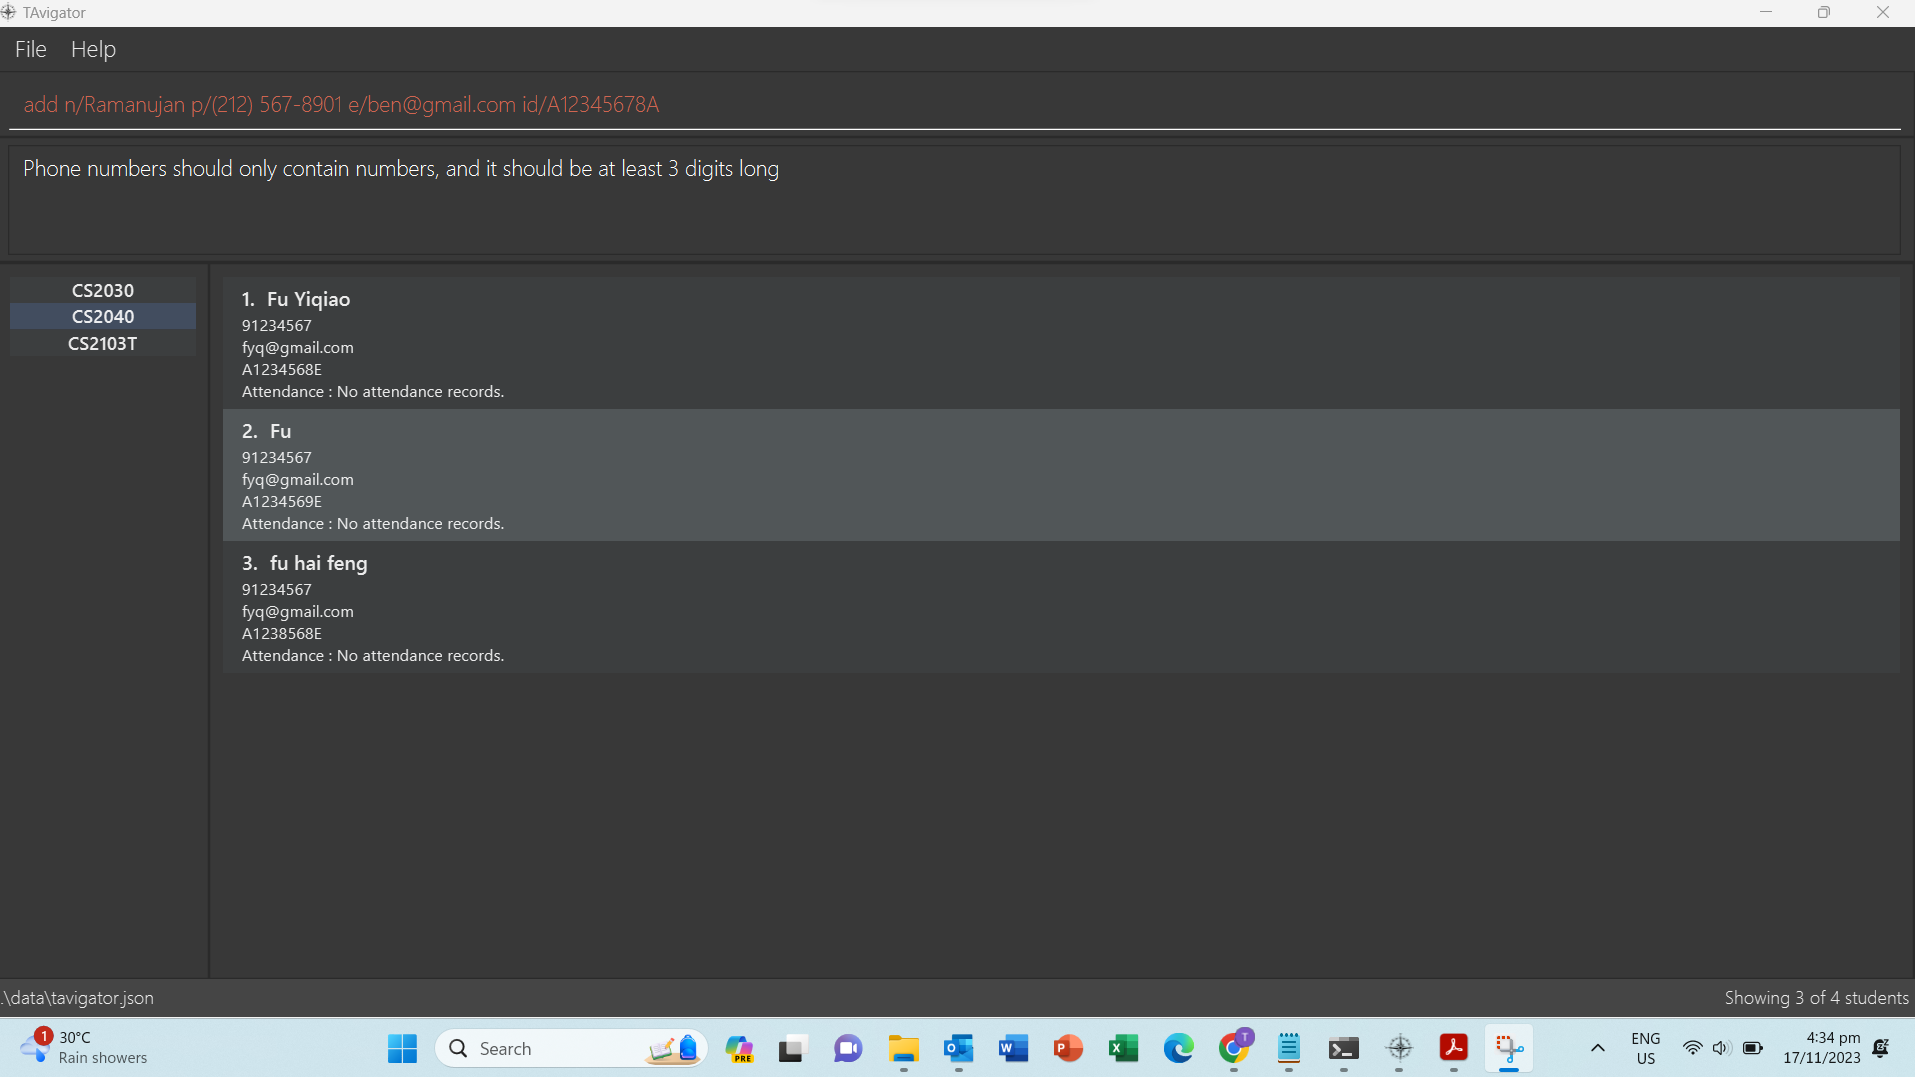 TAvigator
File Help
add n/Ramanujan p/(212) 567-8901 e/ben@gmail.com id/A12345678A
Phone numbers should only contain numbers, and it should be at least 3 digits long
CS2030
CS2040
CS2103T
1. Fu Yiqiao
91234567
fyq@gmail.com
A1234568E
Attendance : No attendance records.
2. Fu
91234567
fyq@gmail.com
A1234569E
Attendance : No attendance records.
3. fu hai feng
91234567
fyq@gmail.com
A1238568E
Attendance : No attendance records.
.\data\tavigator.json
Showing 3 of 4 students
1
30°C
Rain showers
Search
PRE
T
ENG
US
4:34 pm
17/11/2023